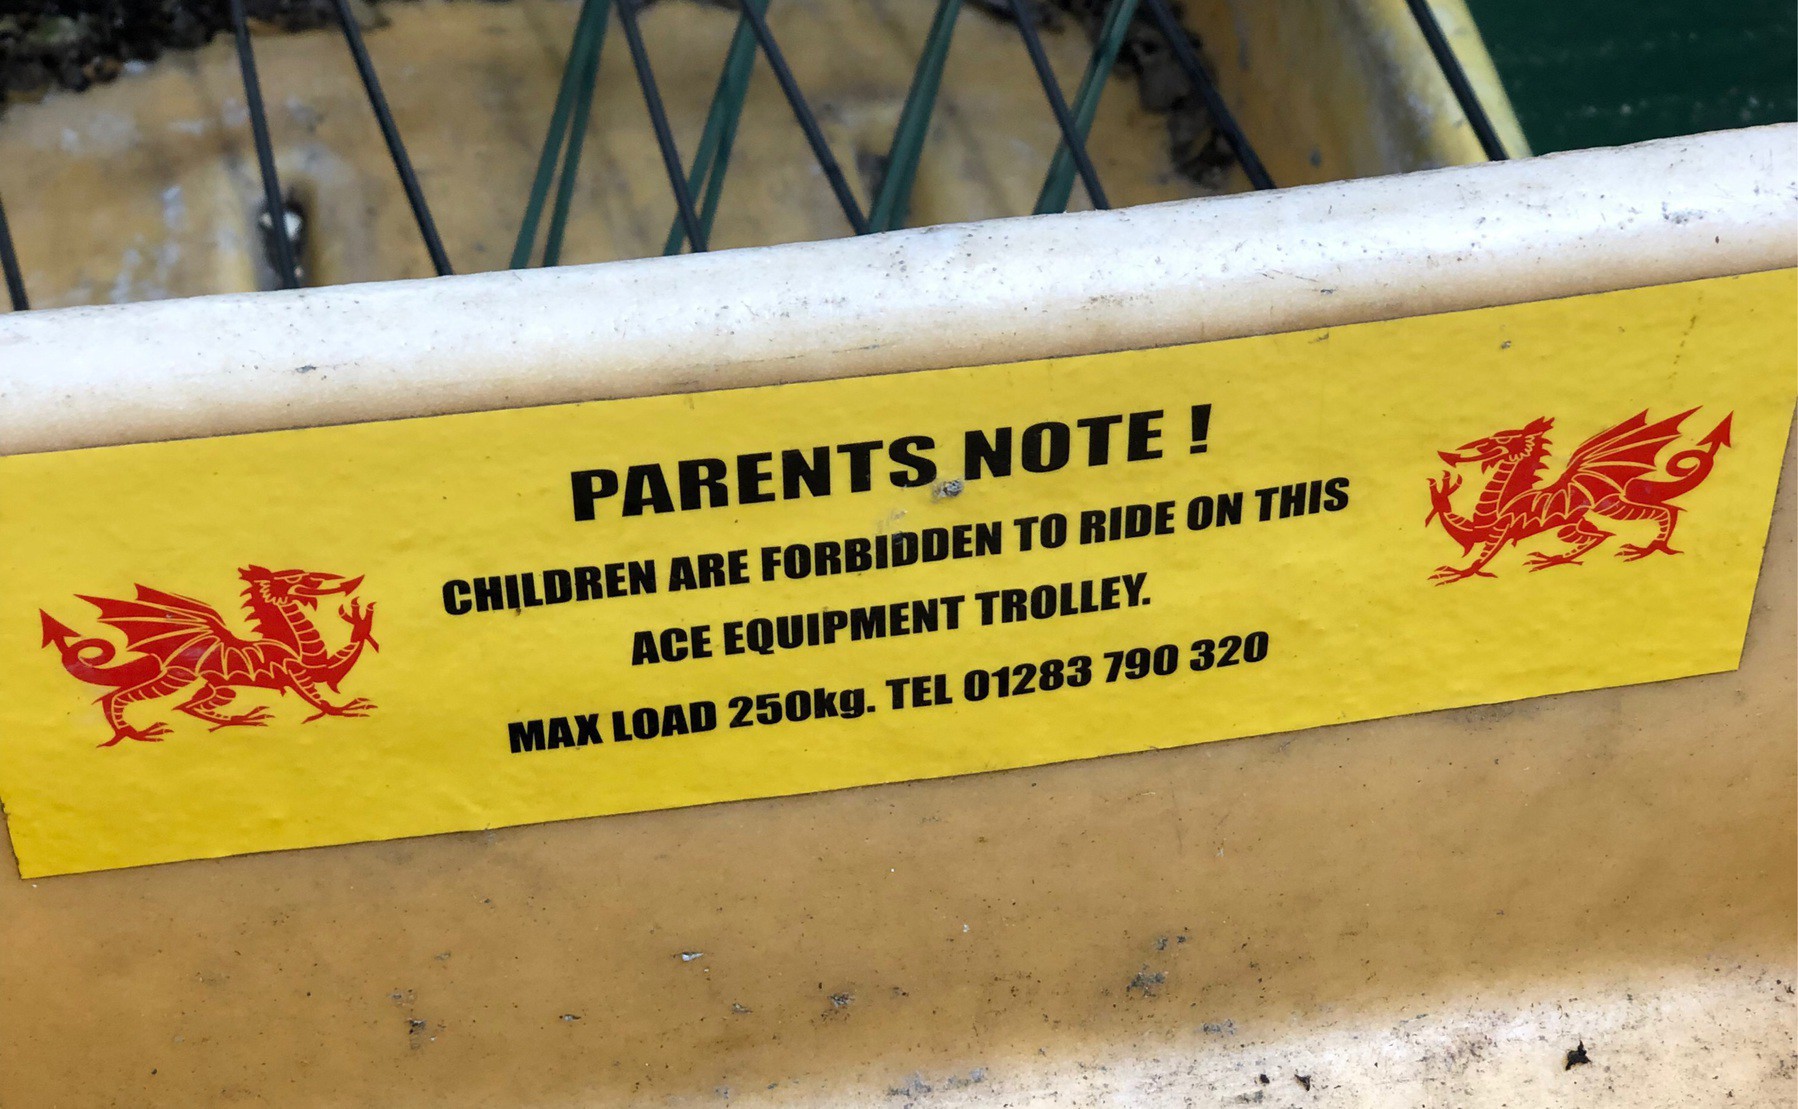 PARENTS NOTE !
CHILDREN ARE FORBIDDEN TO RIDE ON THIS
ACE EQUIPMENT TROLLEY.
MAX LOAD 250kg. TEL 01283 790 320